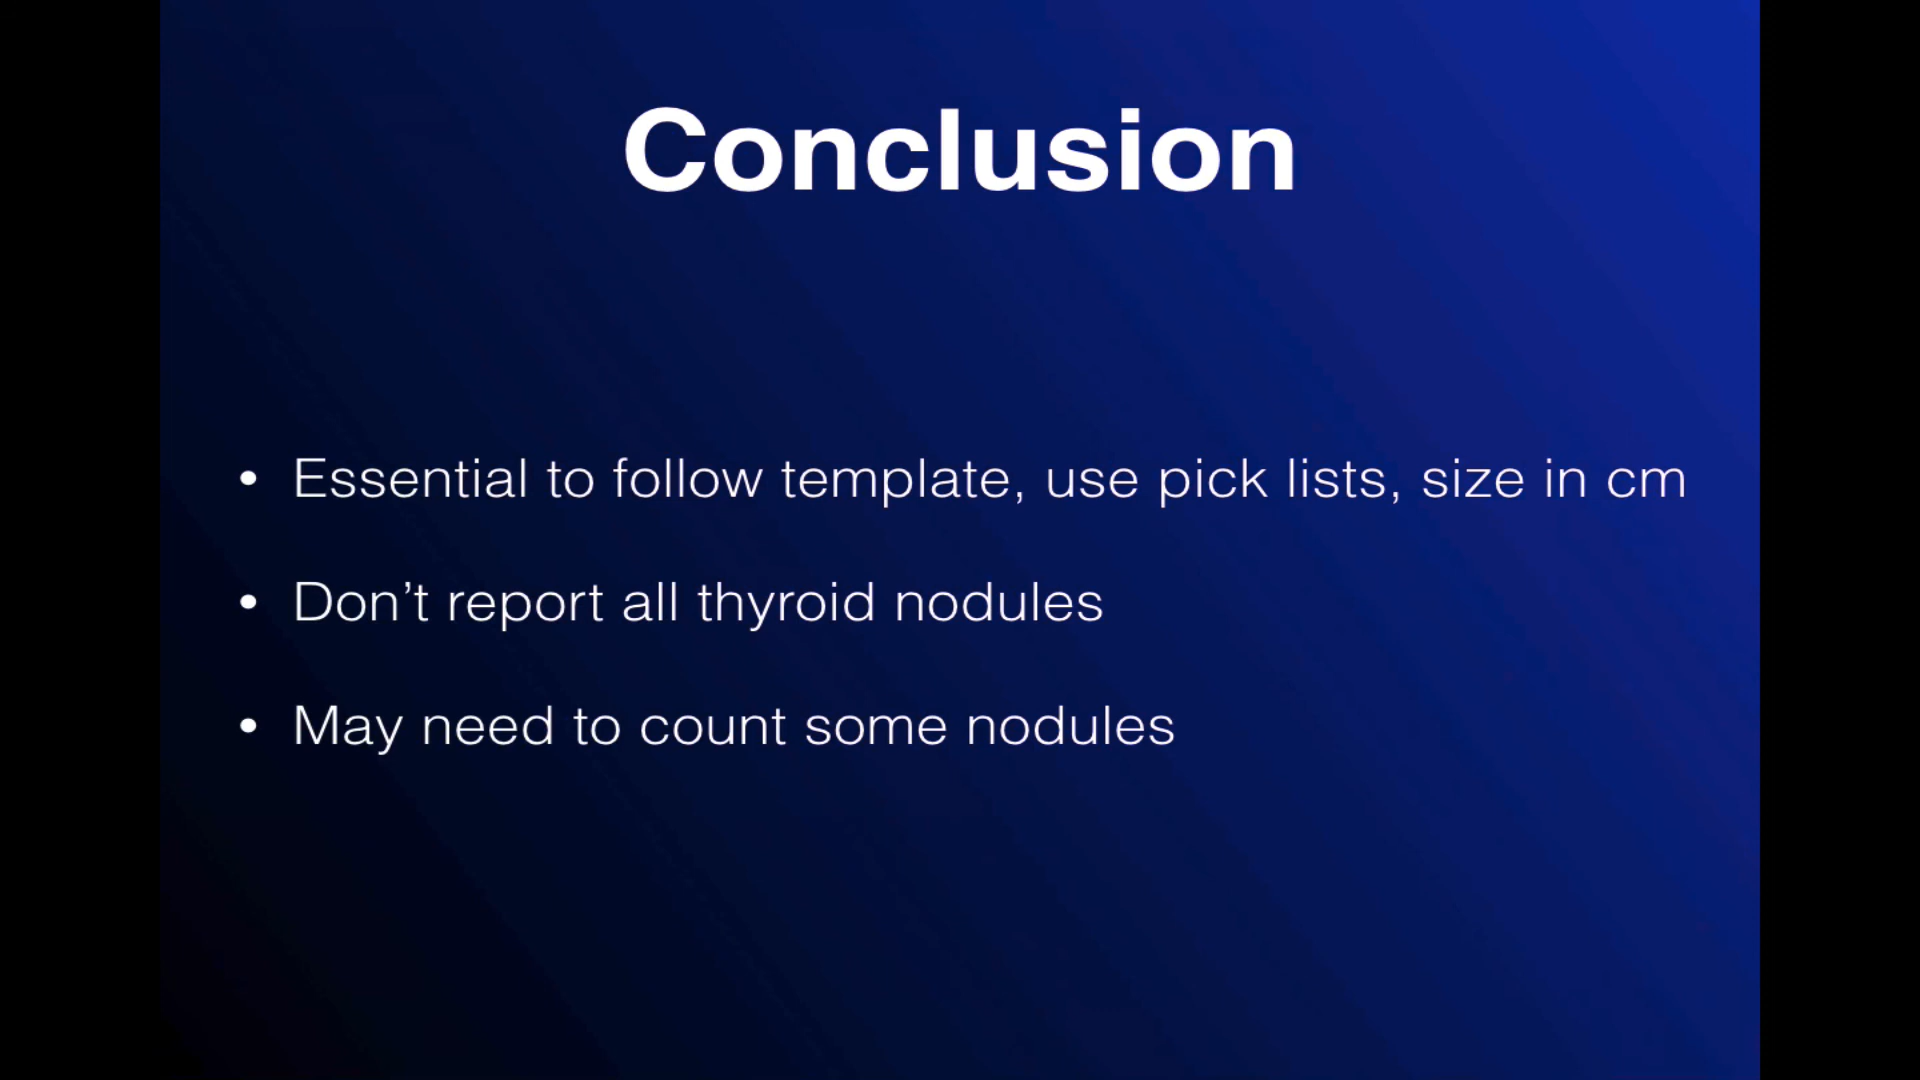 Conclusion
• Essential to follow template, use pick lists, size in cm
• Don’t report all thyroid nodules
• May need to count some nodules